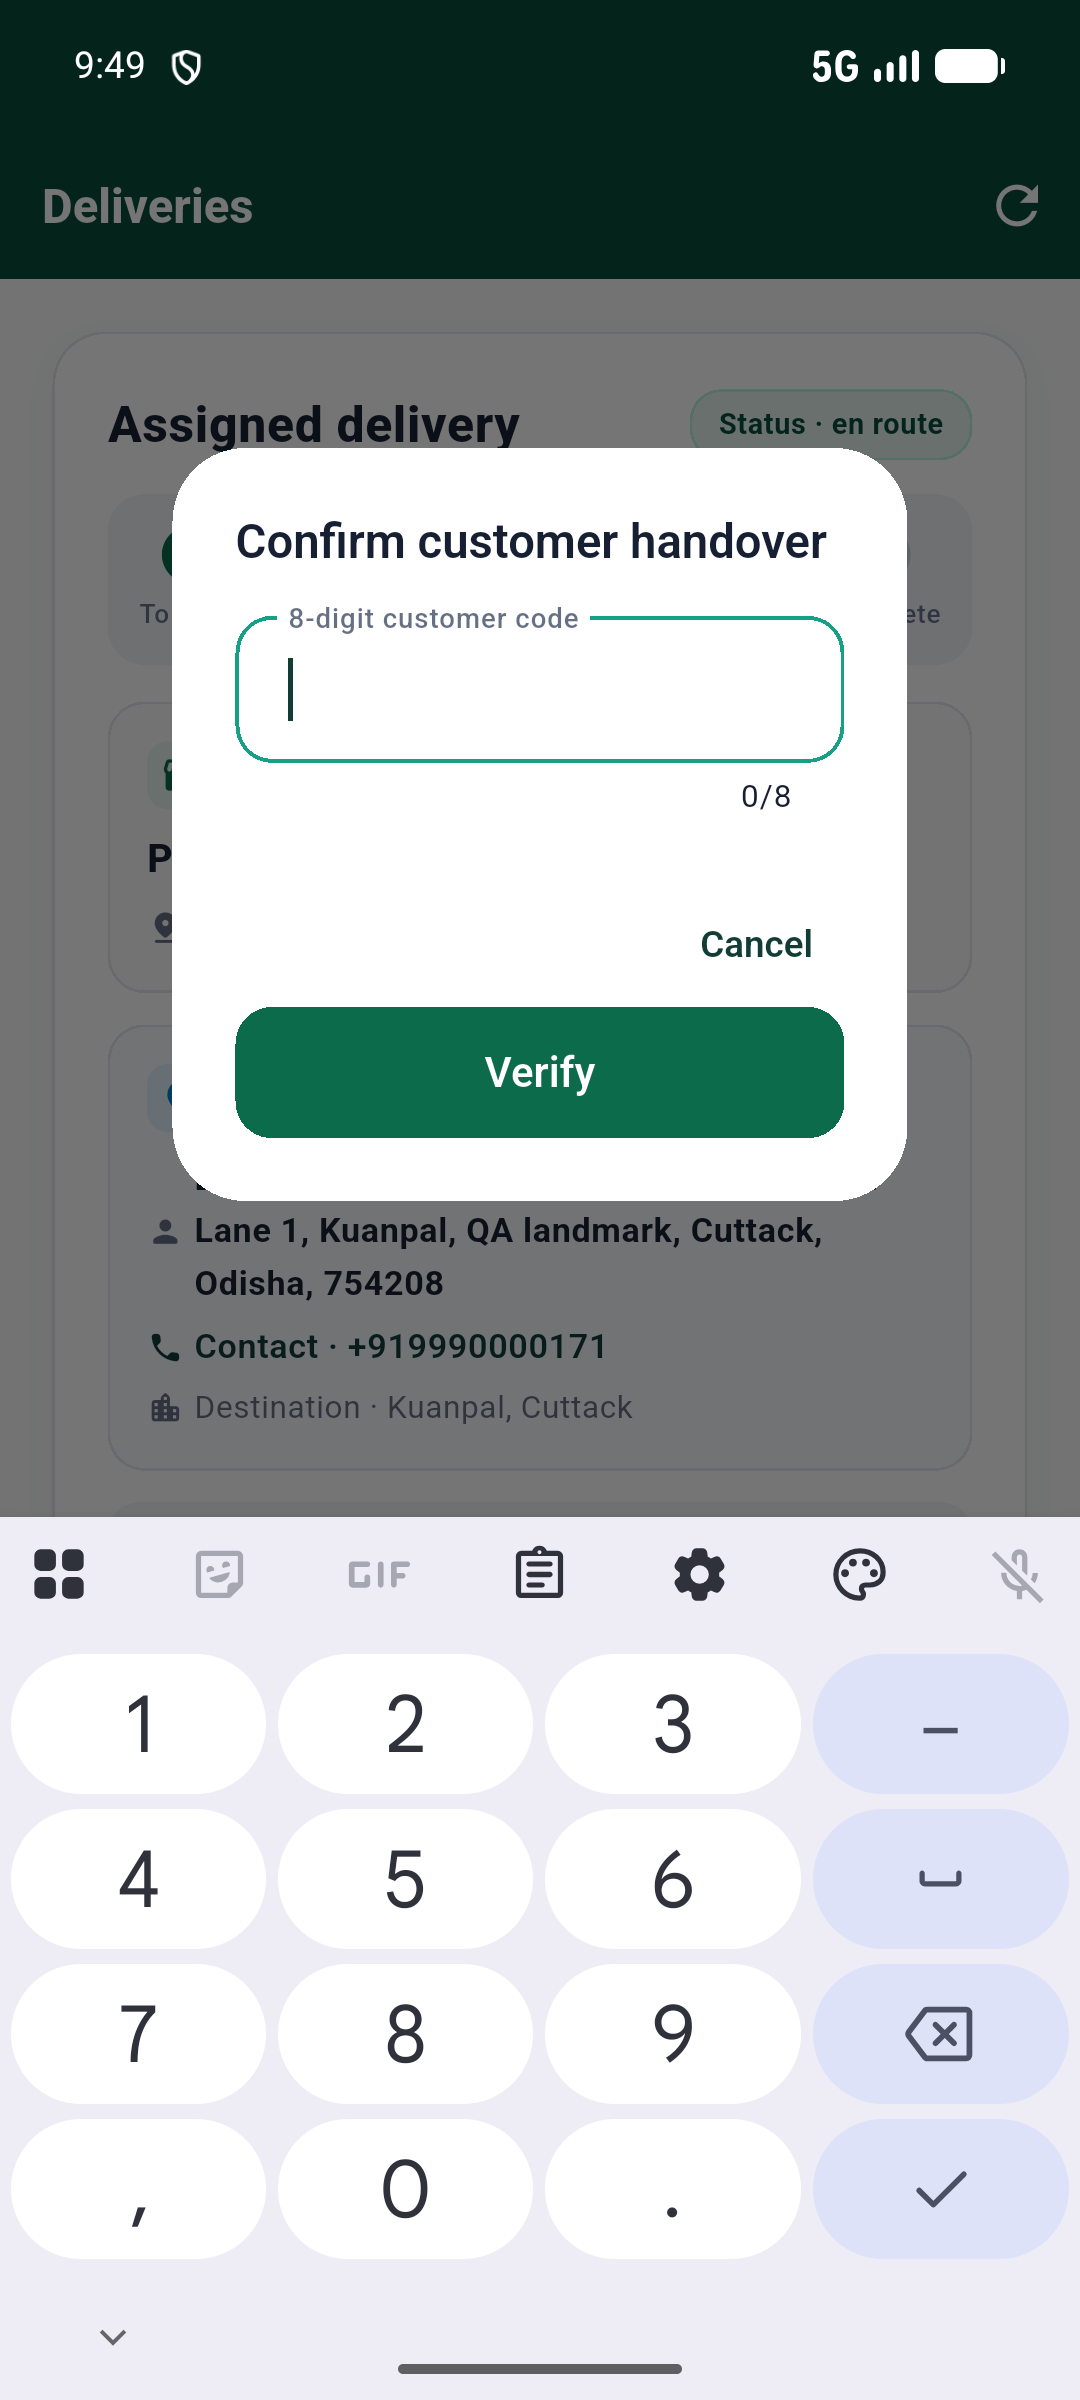 9:49
5G
Deliveries
Assigned delivery
Status · en route
Confirm customer handover
8-digit customer code
0/8
Cancel
Verify
Lane 1, Kuanpal, QA landmark, Cuttack,
Odisha, 754208
Contact · +919990000171
Destination · Kuanpal, Cuttack
GIF
1 2 3 –
4 5 6
7 8 9
, 0 .